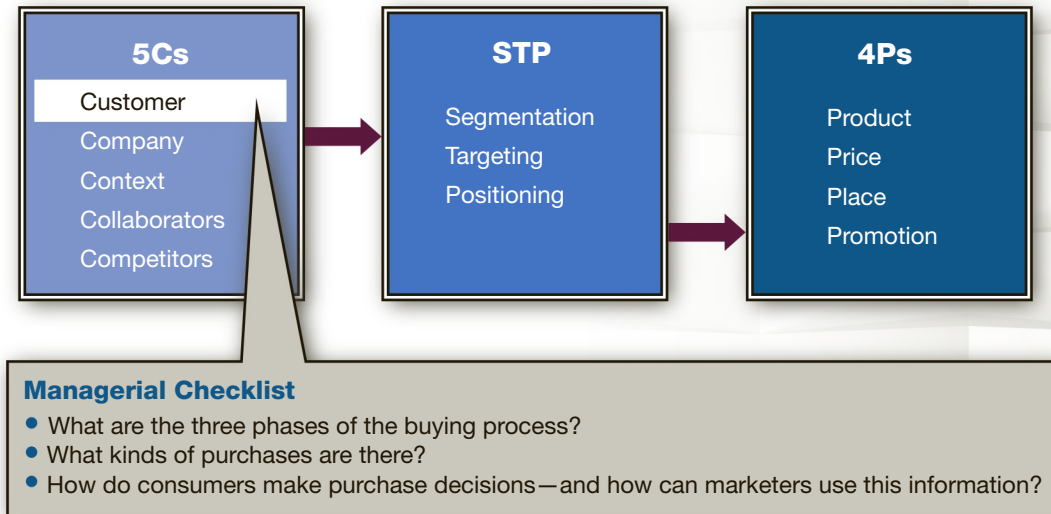 5Cs
Customer
Company
Context
Collaborators
Competitors
STP
Segmentation
Targeting
Positioning
4Ps
Product
Price
Place
Promotion
Managerial Checklist
• What are the three phases of the buying process?
• What kinds of purchases are there?
• How do consumers make purchase decisions—and how can marketers use this information?